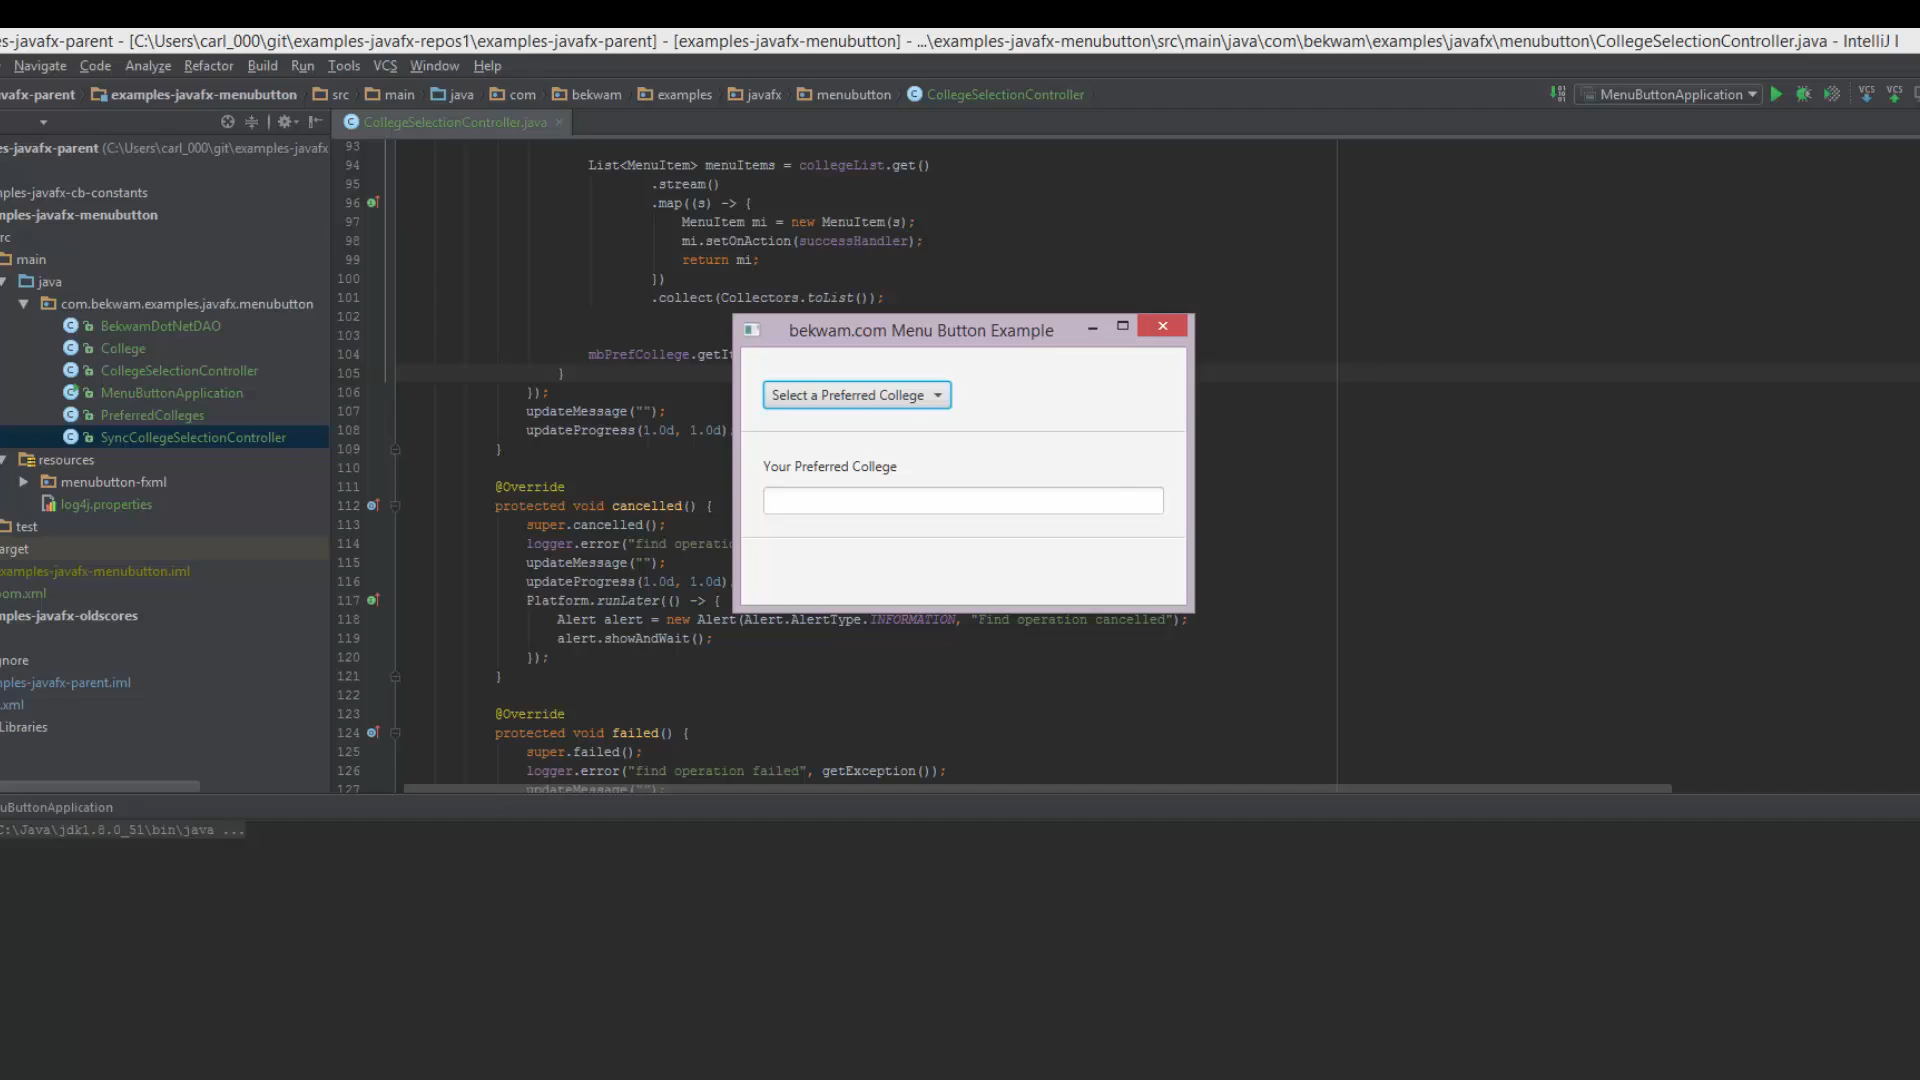 es-javafx-parent - [C:\Users\carl_000\git\examples-javafx-repos1\examples-javafx-parent] - [examples-javafx-menubutton] - ...\examples-javafx-menubutton\src\main\java\com\bekwam\examples\javafx\menubutton\CollegeSelectionController.java - IntelliJ I
Navigate Code Analyze Refactor Build Run Tools VCS Window Help
vafx-parent examples-javafx-menubutton src main java com bekwam examples javafx menubutton CollegeSelectionController MenuButtonApplication VCS VCS
CollegeSelectionController.java
es-javafx-parent (C:\Users\carl_000\git\examples-javafx
mples-javafx-cb-constants
mples-javafx-menubutton
rc
main
java
com.bekwam.examples.javafx.menubutton
BekwamDotNetDAO
College
CollegeSelectionController
MenuButtonApplication
PreferredColleges
SyncCollegeSelectionController
resources
menubutton-fxml
log4j.properties
test
arget
examples-javafx-menubutton.iml
pom.xml
mples-javafx-oldscores
gnore
mples-javafx-parent.iml
.xml
Libraries
93
94 List<MenuItem> menuItems = collegeList.get()
95 .stream()
96 .map((s) -> {
97 MenuItem mi = new MenuItem(s);
98 mi.setOnAction(successHandler);
99 return mi;
100 })
101 .collect(Collectors.toList());
102
103
104 mbPrefCollege.getIt
105 }
106 });
107 updateMessage("");
108 updateProgress(1.0d, 1.0d)
109 }
110
111 @Override
112 protected void cancelled() {
113 super.cancelled();
114 logger.error("find operatio
115 updateMessage("");
116 updateProgress(1.0d, 1.0d)
117 Platform.runLater(() -> {
118 Alert alert = new Alert(Alert.AlertType.INFORMATION, "Find operation cancelled");
119 alert.showAndWait();
120 });
121 }
122
123 @Override
124 protected void failed() {
125 super.failed();
126 logger.error("find operation failed", getException());
127 updateMessage("");
bekwam.com Menu Button Example
Select a Preferred College
Your Preferred College
uButtonApplication
C:\Java\jdk1.8.0_51\bin\java ...